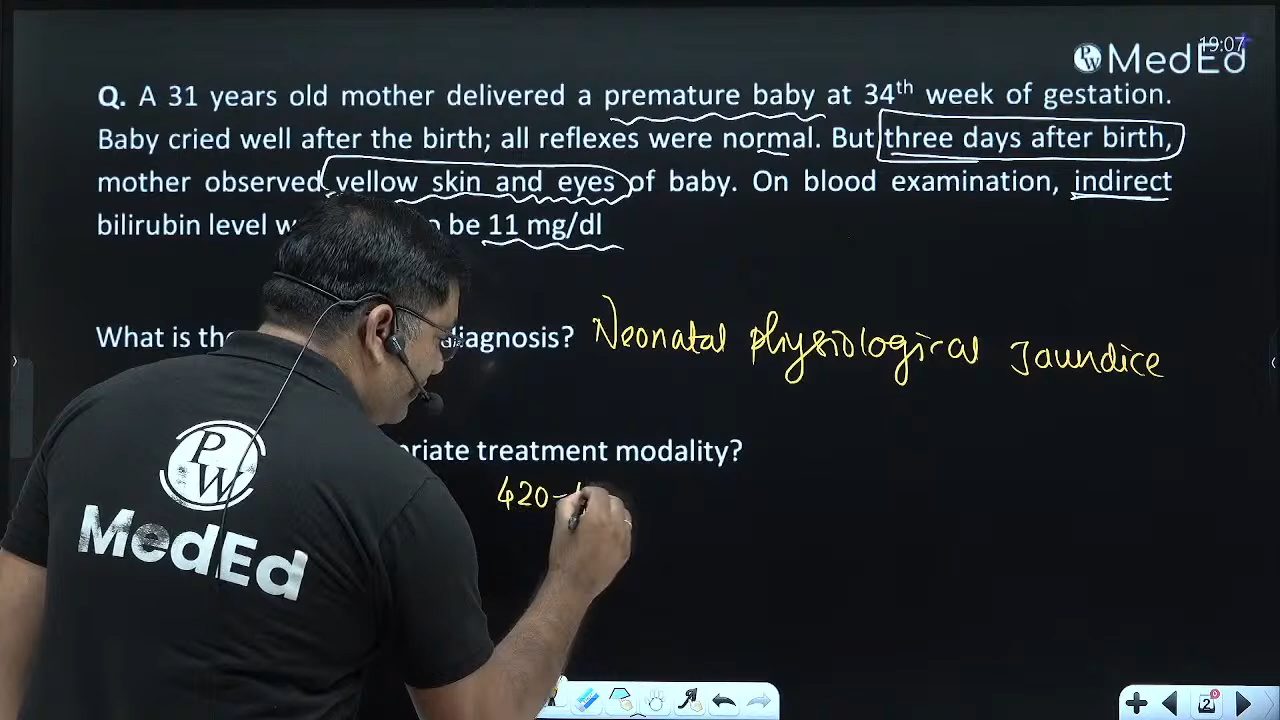 19:07
PW MedEd
Q. A 31 years old mother delivered a premature baby at 34th week of gestation.
Baby cried well after the birth; all reflexes were normal. But three days after birth,
mother observed yellow skin and eyes of baby. On blood examination, indirect
bilirubin level be 11 mg/dl
What is diagnosis? Neonatal Physiological Jaundice
treatment modality?
420-
PW
MedEd
2